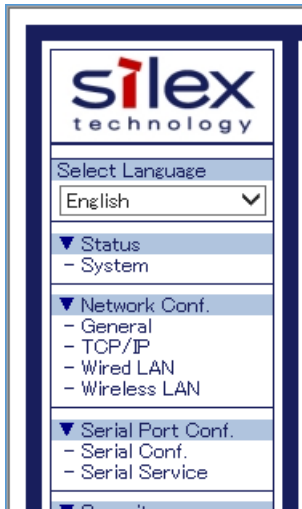 silex
technology
Select Language
English
▼ Status
- System
▼ Network Conf.
- General
- TCP/IP
- Wired LAN
- Wireless LAN
▼ Serial Port Conf.
- Serial Conf.
- Serial Service